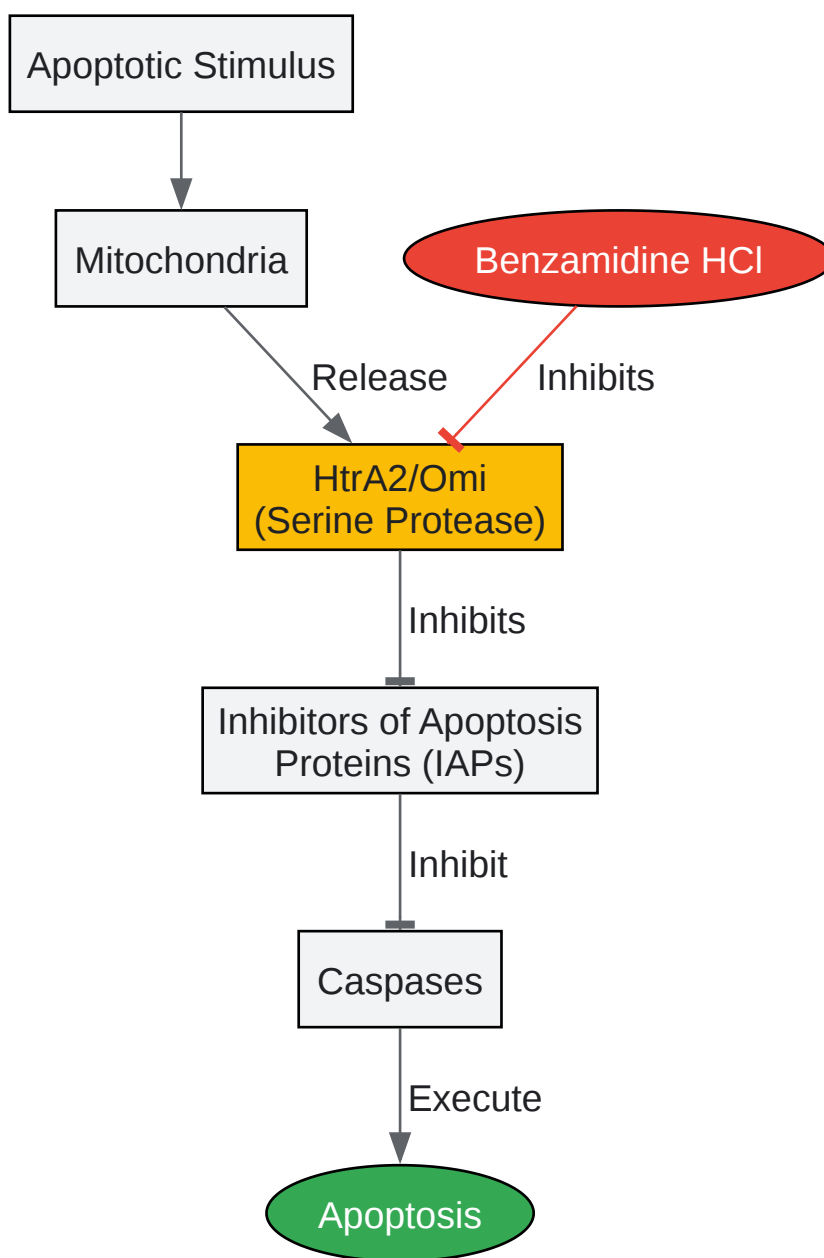 Apoptotic Stimulus
Mitochondria
Benzamidine HCl
Release
Inhibits
HtrA2/Omi
(Serine Protease)
Inhibits
Inhibitors of Apoptosis
Proteins (IAPs)
Inhibit
Caspases
Execute
Apoptosis